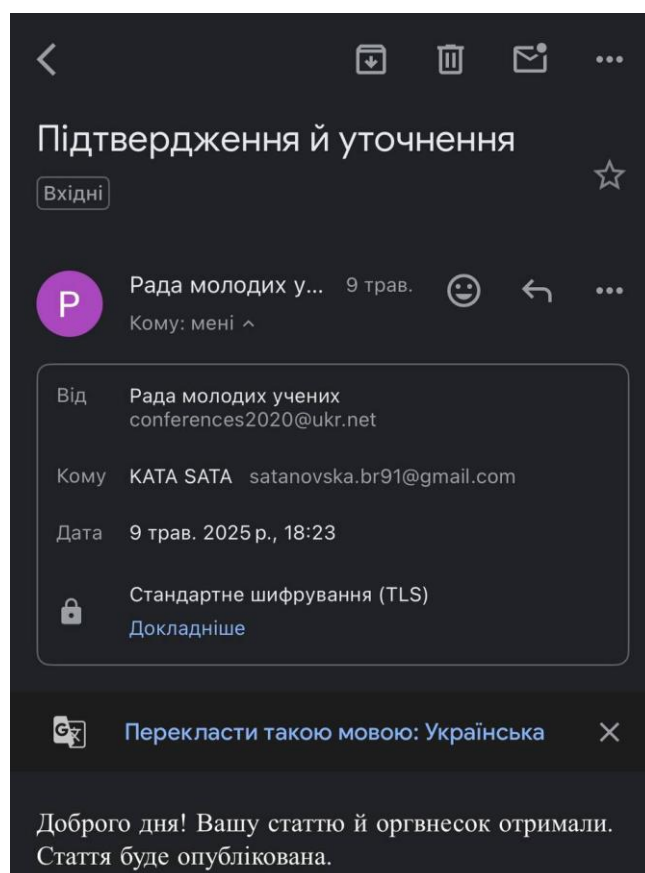 Підтвердження й уточнення
Вхідні
Р
Рада молодих у... 9 трав.
Кому: мені
Від Рада молодих учених
conferences2020@ukr.net
Кому KATA SATA satanovska.br91@gmail.com
Дата 9 трав. 2025 р., 18:23
Стандартне шифрування (TLS)
Докладніше
Перекласти такою мовою: Українська
Доброго дня! Вашу статтю й оргвнесок отримали.
Стаття буде опублікована.